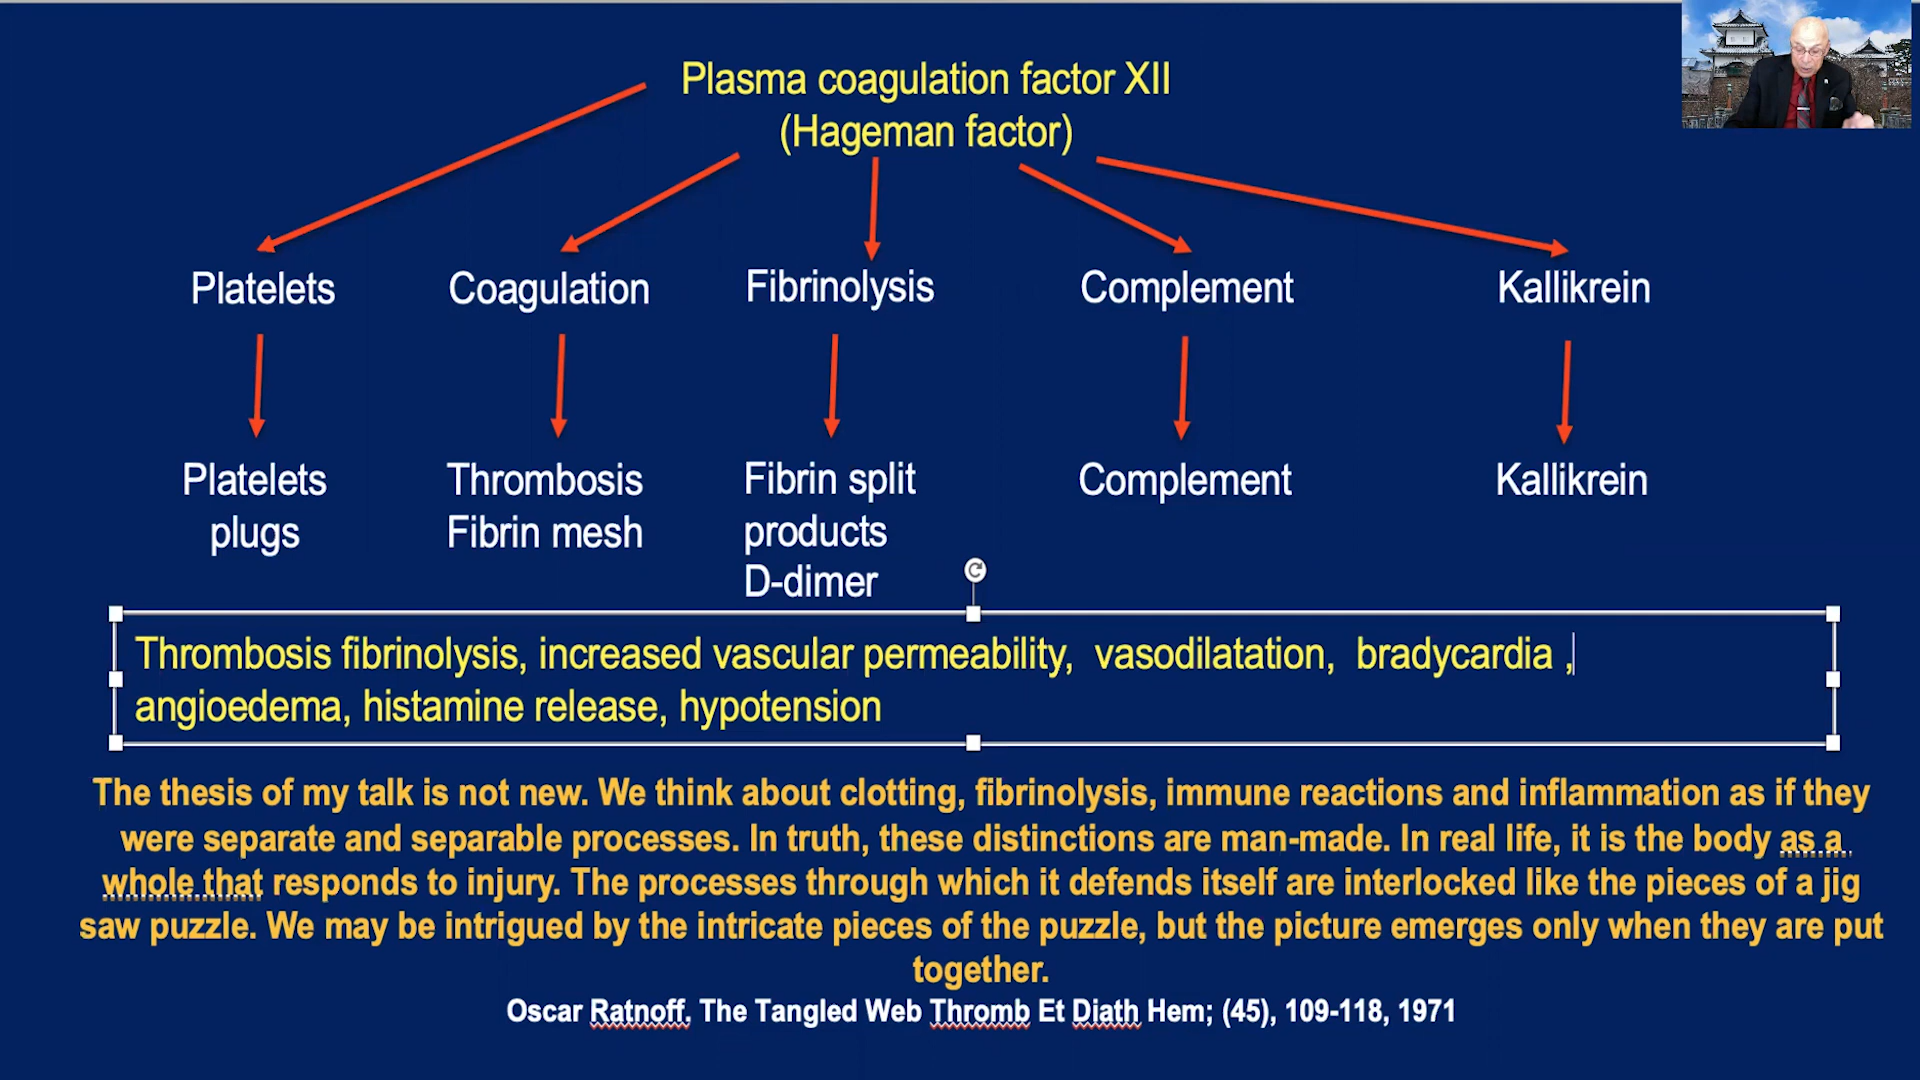 Plasma coagulation factor XII
(Hageman factor)
Platelets
Coagulation
Fibrinolysis
Complement
Kallikrein
Platelets
plugs
Thrombosis
Fibrin mesh
Fibrin split
products
D-dimer
Complement
Kallikrein
Thrombosis fibrinolysis, increased vascular permeability,  vasodilatation,  bradycardia ,
angioedema, histamine release, hypotension
The thesis of my talk is not new. We think about clotting, fibrinolysis, immune reactions and inflammation as if they
were separate and separable processes. In truth, these distinctions are man-made. In real life, it is the body as a
whole that responds to injury. The processes through which it defends itself are interlocked like the pieces of a jig
saw puzzle. We may be intrigued by the intricate pieces of the puzzle, but the picture emerges only when they are put
together.
Oscar Ratnoff. The Tangled Web Thromb Et Diath Hem; (45), 109-118, 1971